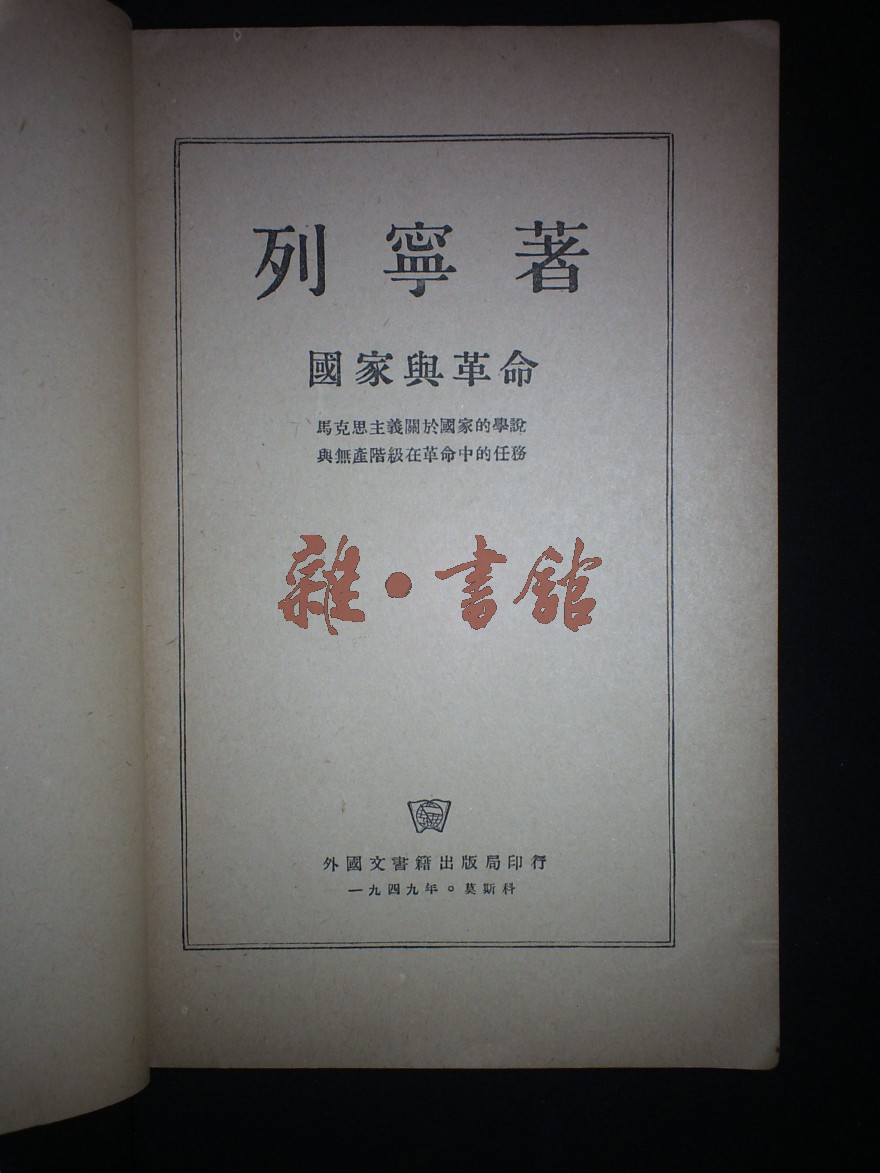 列寧著
國家與革命
馬克思主義關於國家的學說
與無產階級在革命中的任務
雜·書館
外國文書籍出版局印行
一九四九年。莫斯科